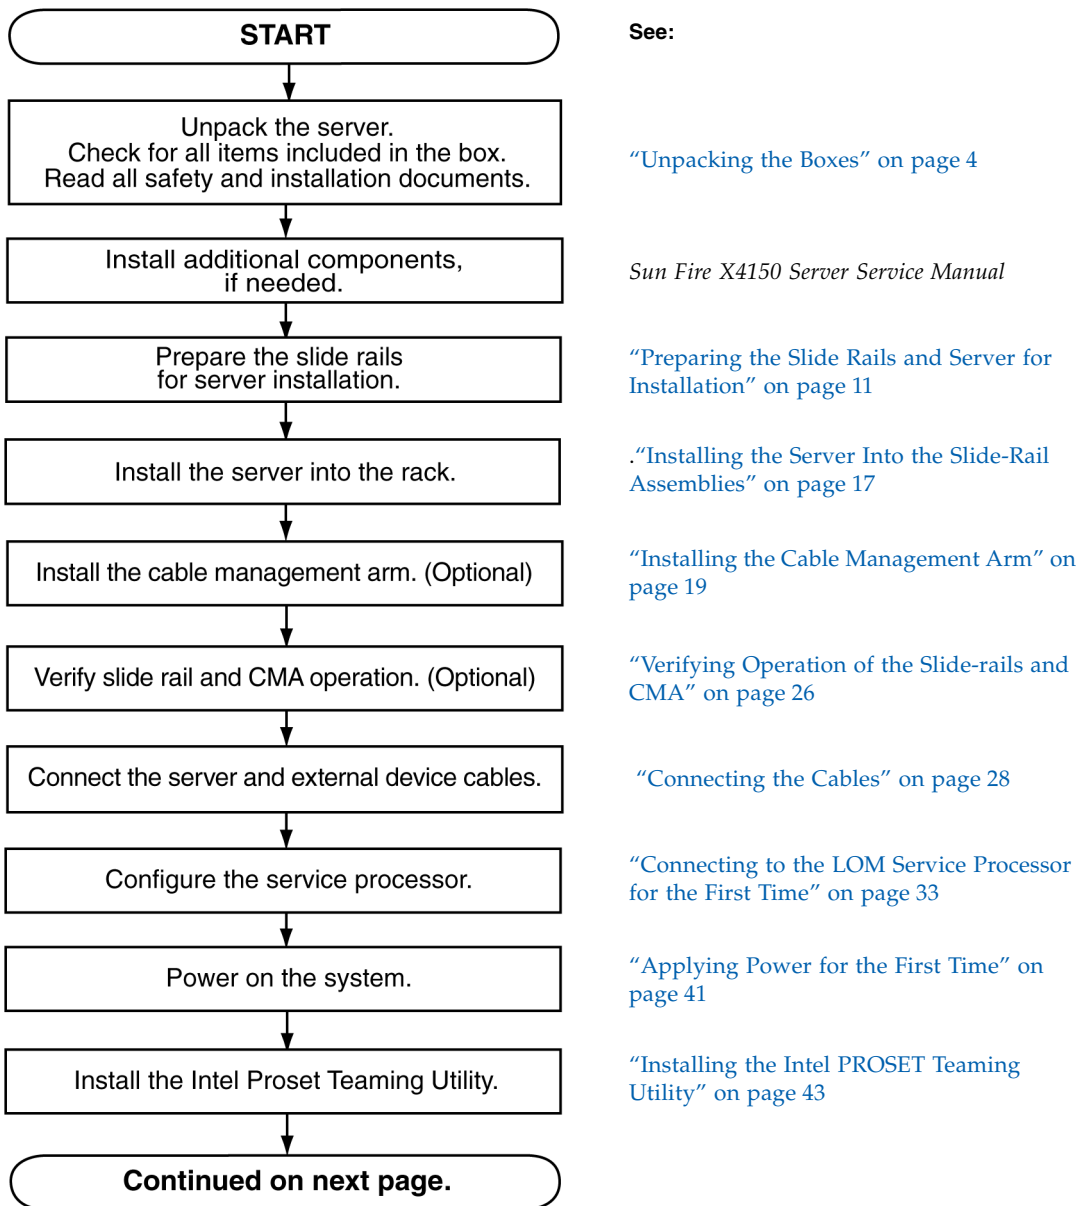 START
See:
Unpack the server.
Check for all items included in the box.
Read all safety and installation documents.
“Unpacking the Boxes” on page 4
Install additional components,
if needed.
Sun Fire X4150 Server Service Manual
Prepare the slide rails
for server installation.
“Preparing the Slide Rails and Server for
Installation” on page 11
Install the server into the rack.
.“Installing the Server Into the Slide-Rail
Assemblies” on page 17
Install the cable management arm. (Optional)
“Installing the Cable Management Arm” on
page 19
Verify slide rail and CMA operation. (Optional)
“Verifying Operation of the Slide-rails and
CMA” on page 26
Connect the server and external device cables.
“Connecting the Cables” on page 28
Configure the service processor.
“Connecting to the LOM Service Processor
for the First Time” on page 33
Power on the system.
“Applying Power for the First Time” on
page 41
Install the Intel Proset Teaming Utility.
“Installing the Intel PROSET Teaming
Utility” on page 43
Continued on next page.